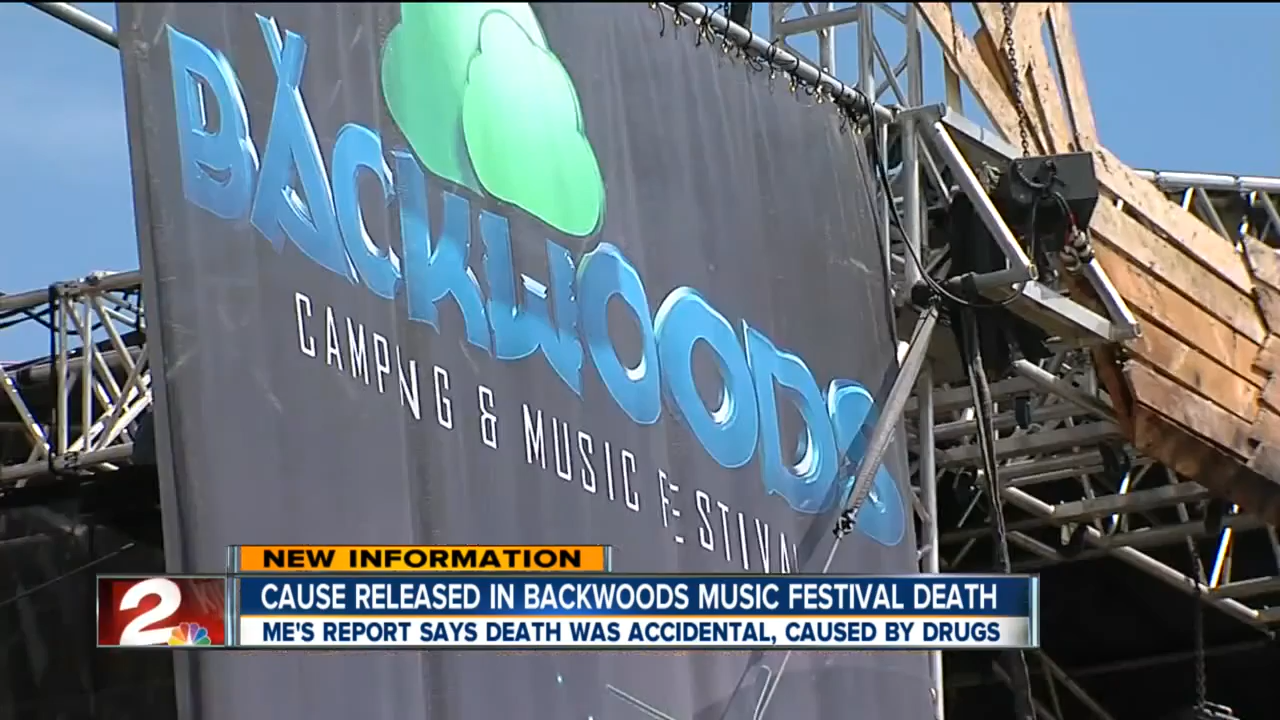 BACKWOODS
CAMPING & MUSIC FESTIVAL
NEW INFORMATION
2
CAUSE RELEASED IN BACKWOODS MUSIC FESTIVAL DEATH
ME'S REPORT SAYS DEATH WAS ACCIDENTAL, CAUSED BY DRUGS